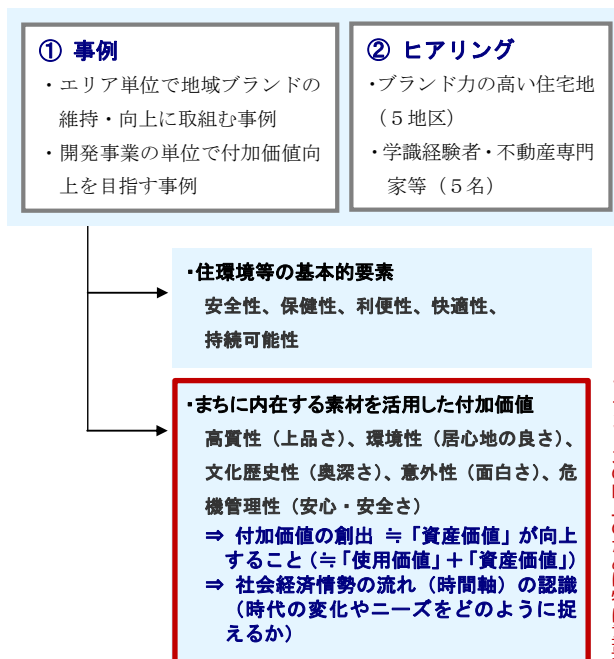 ① 事例
・エリア単位で地域ブランドの
維持・向上に取組む事例
・開発事業の単位で付加価値向
上を目指す事例
② ヒアリング
・ブランド力の高い住宅地
（５地区）
・学識経験者・不動産専門
家等（５名）
・住環境等の基本的要素
安全性、保健性、利便性、快適性、
持続可能性
・まちに内在する素材を活用した付加価値
高質性（上品さ）、環境性（居心地の良さ）、
文化歴史性（奥深さ）、意外性（面白さ）、危
機管理性（安心・安全さ）
⇒ 付加価値の創出 ≒「資産価値」が向上
すること（≒「使用価値」＋「資産価値」）
⇒ 社会経済情勢の流れ（時間軸）の認識
（時代の変化やニーズをどのように捉
えるか）